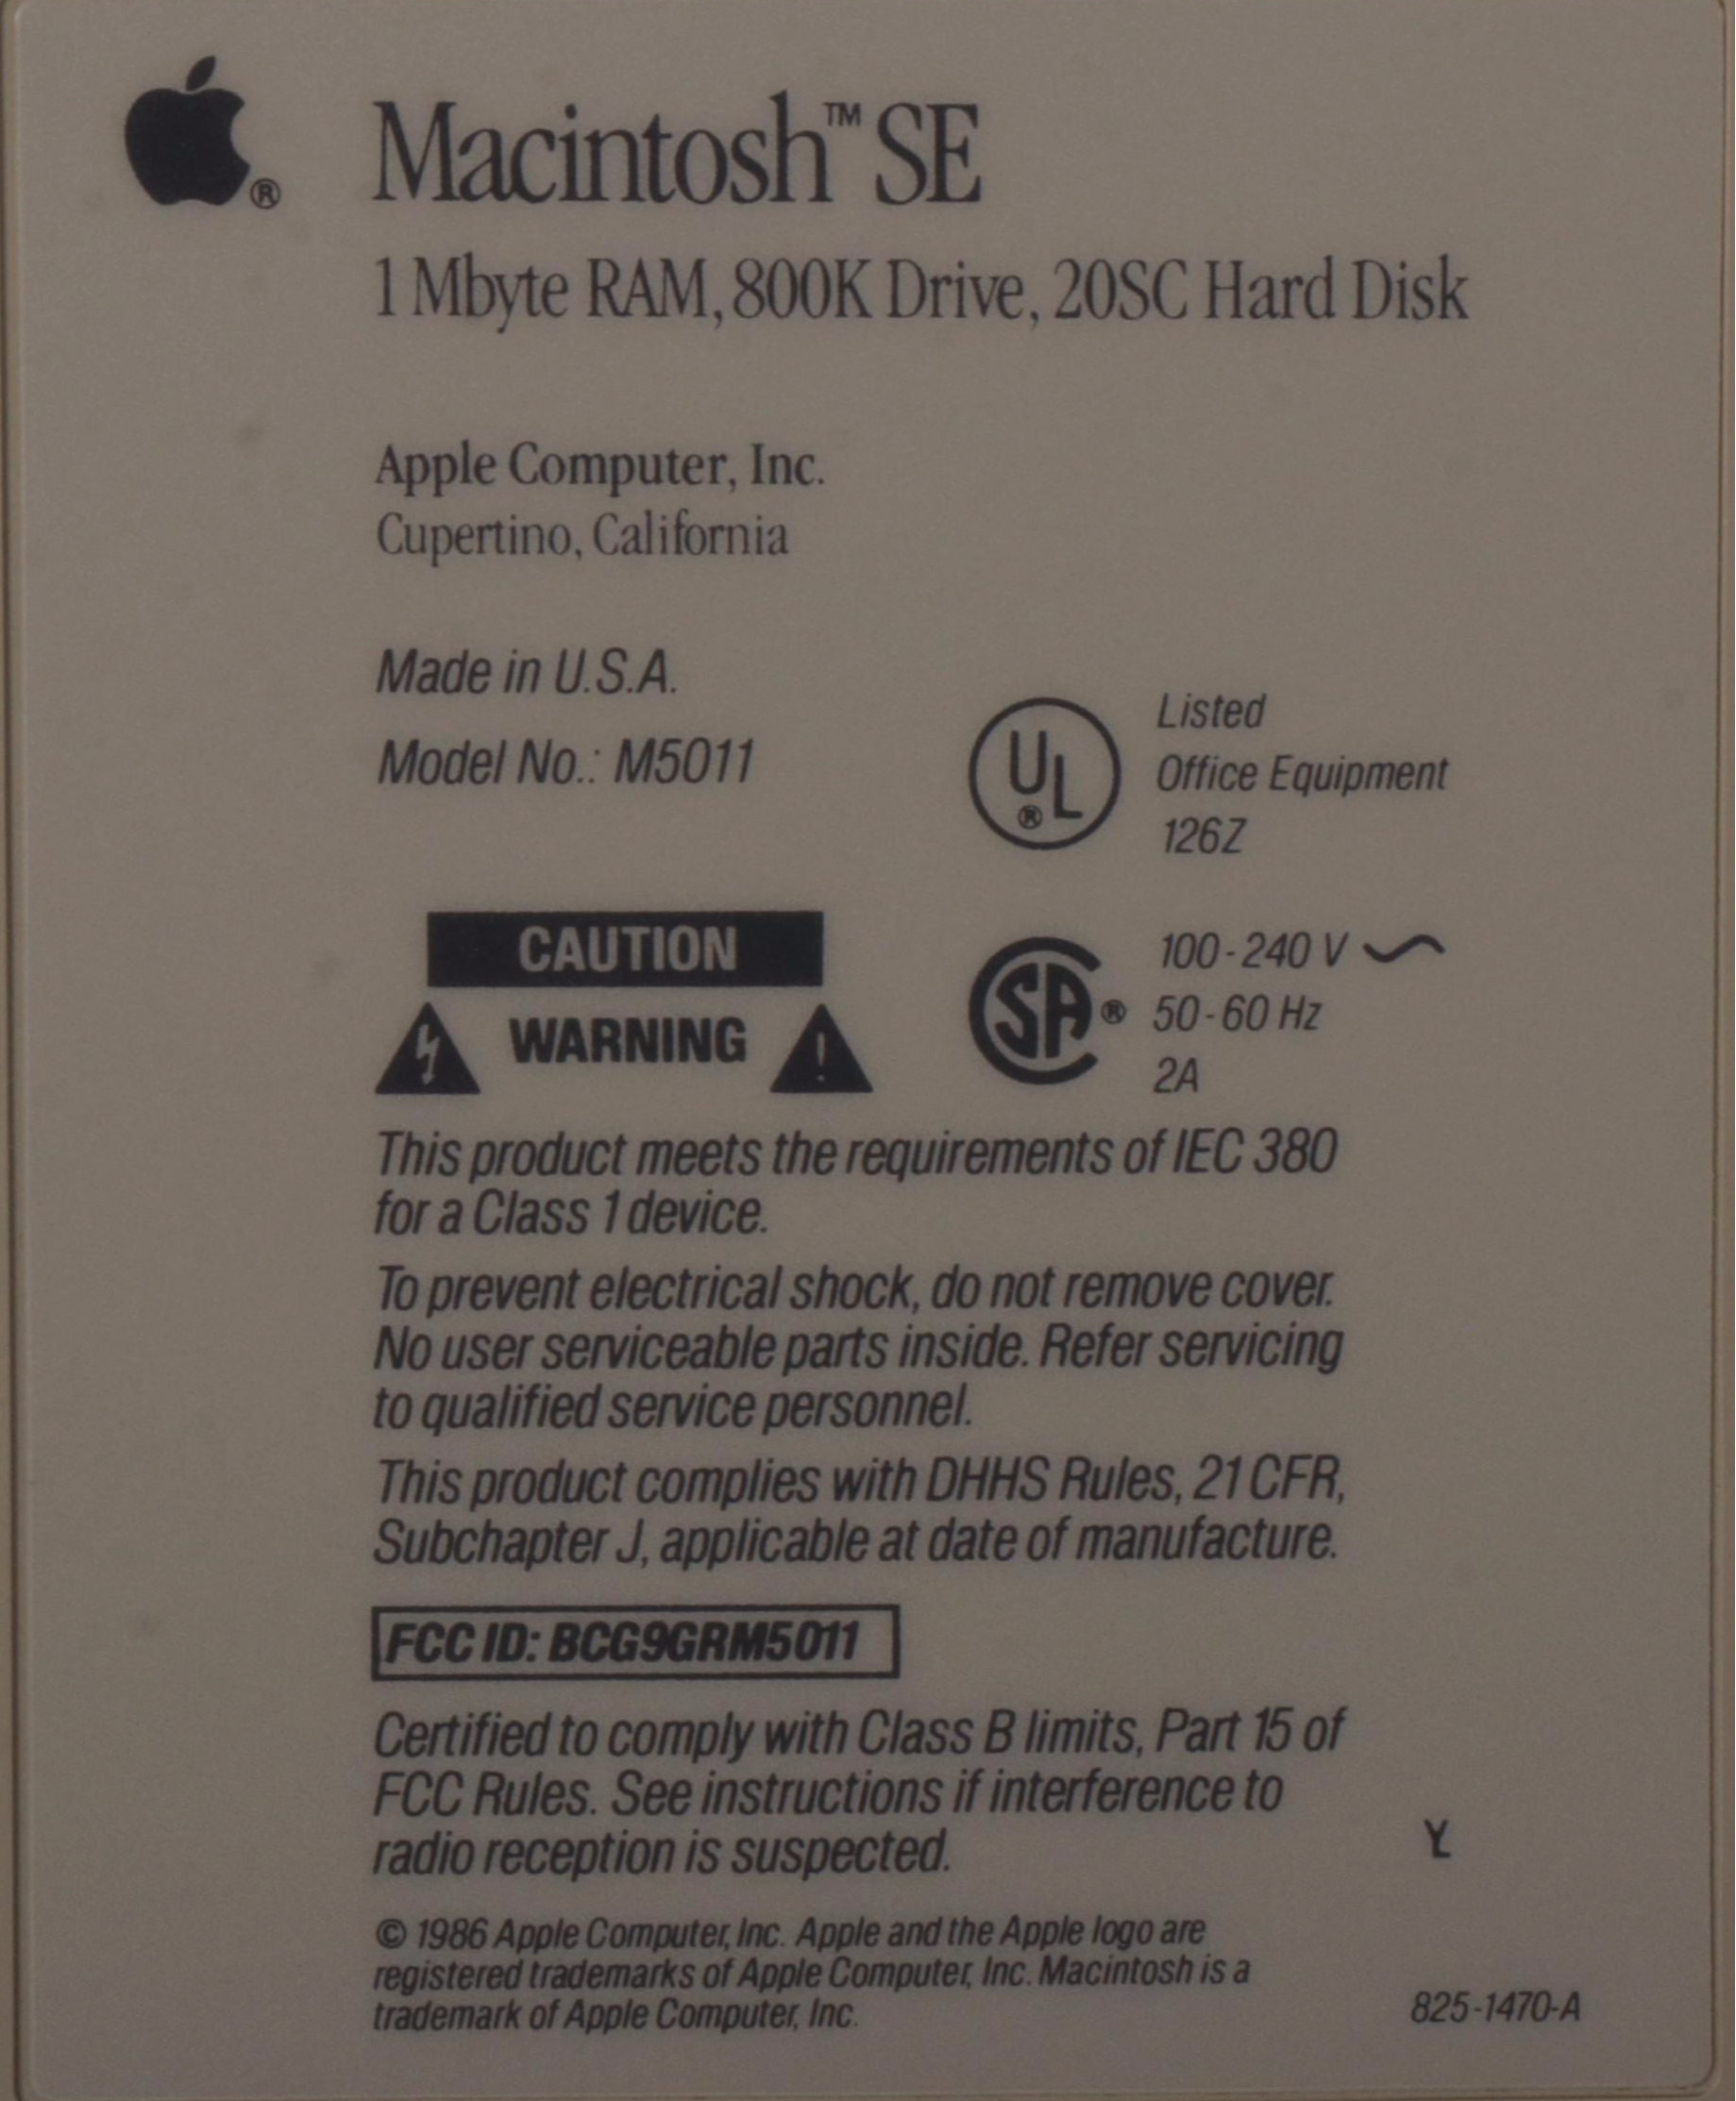 ® Macintosh™ SE
1 Mbyte RAM, 800K Drive, 20SC Hard Disk
Apple Computer, Inc.
Cupertino, California
Made in U.S.A.
Model No.: M5011
UL ®
Listed
Office Equipment
126Z
CAUTION
WARNING
!
CSA ®
100-240 V ~
50-60 Hz
2A
This product meets the requirements of IEC 380
for a Class 1 device.
To prevent electrical shock, do not remove cover.
No user serviceable parts inside. Refer servicing
to qualified service personnel.
This product complies with DHHS Rules, 21 CFR,
Subchapter J, applicable at date of manufacture.
FCC ID: BCG9GRM5011
Certified to comply with Class B limits, Part 15 of
FCC Rules. See instructions if interference to
radio reception is suspected.
YL
© 1986 Apple Computer, Inc. Apple and the Apple logo are
registered trademarks of Apple Computer, Inc. Macintosh is a
trademark of Apple Computer, Inc.
825-1470-A